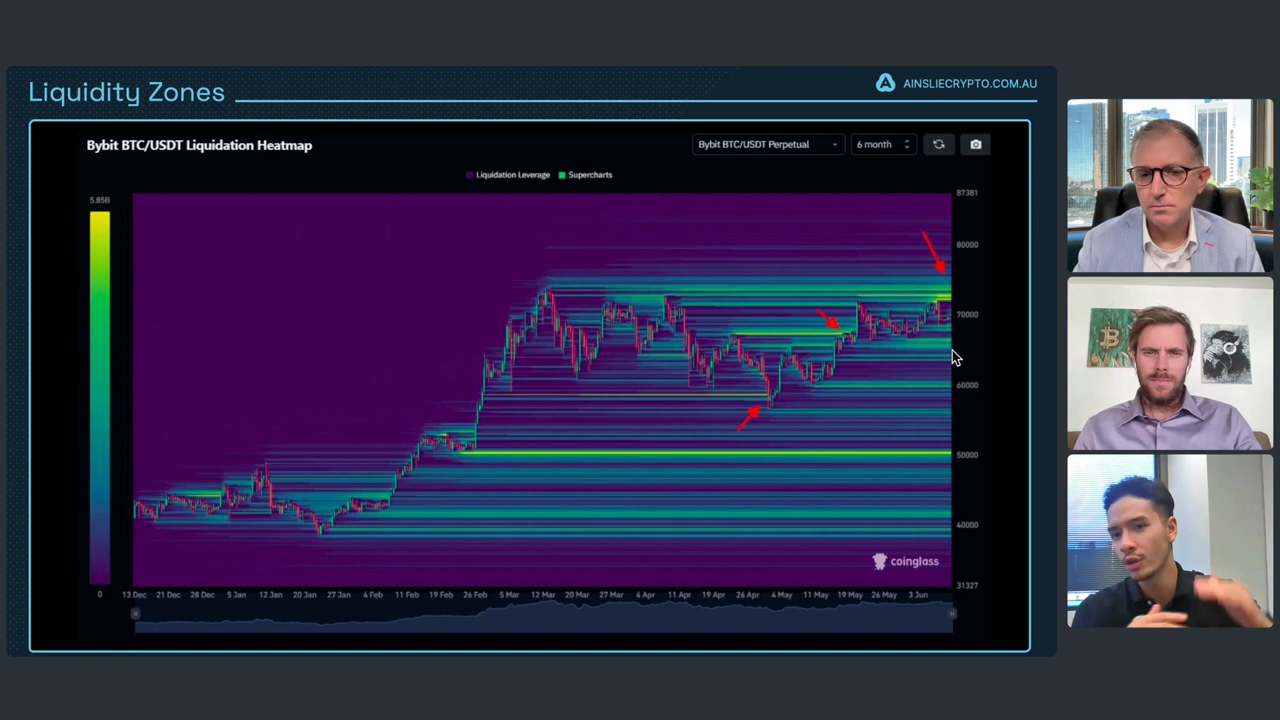 Liquidity Zones
AINSLIECRYPTO.COM.AU
Bybit BTC/USDT Liquidation Heatmap
Bybit BTC/USDT Perpetual
6 month
Liquidation Leverage
Supercharts
5.85B
0
87381
80000
70000
60000
50000
40000
31327
coinglass
13 Dec 21 Dec 28 Dec 5 Jan 12 Jan 20 Jan 27 Jan 4 Feb 11 Feb 19 Feb 26 Feb 5 Mar 12 Mar 20 Mar 27 Mar 4 Apr 11 Apr 19 Apr 26 Apr 4 May 11 May 19 May 26 May 3 Jun